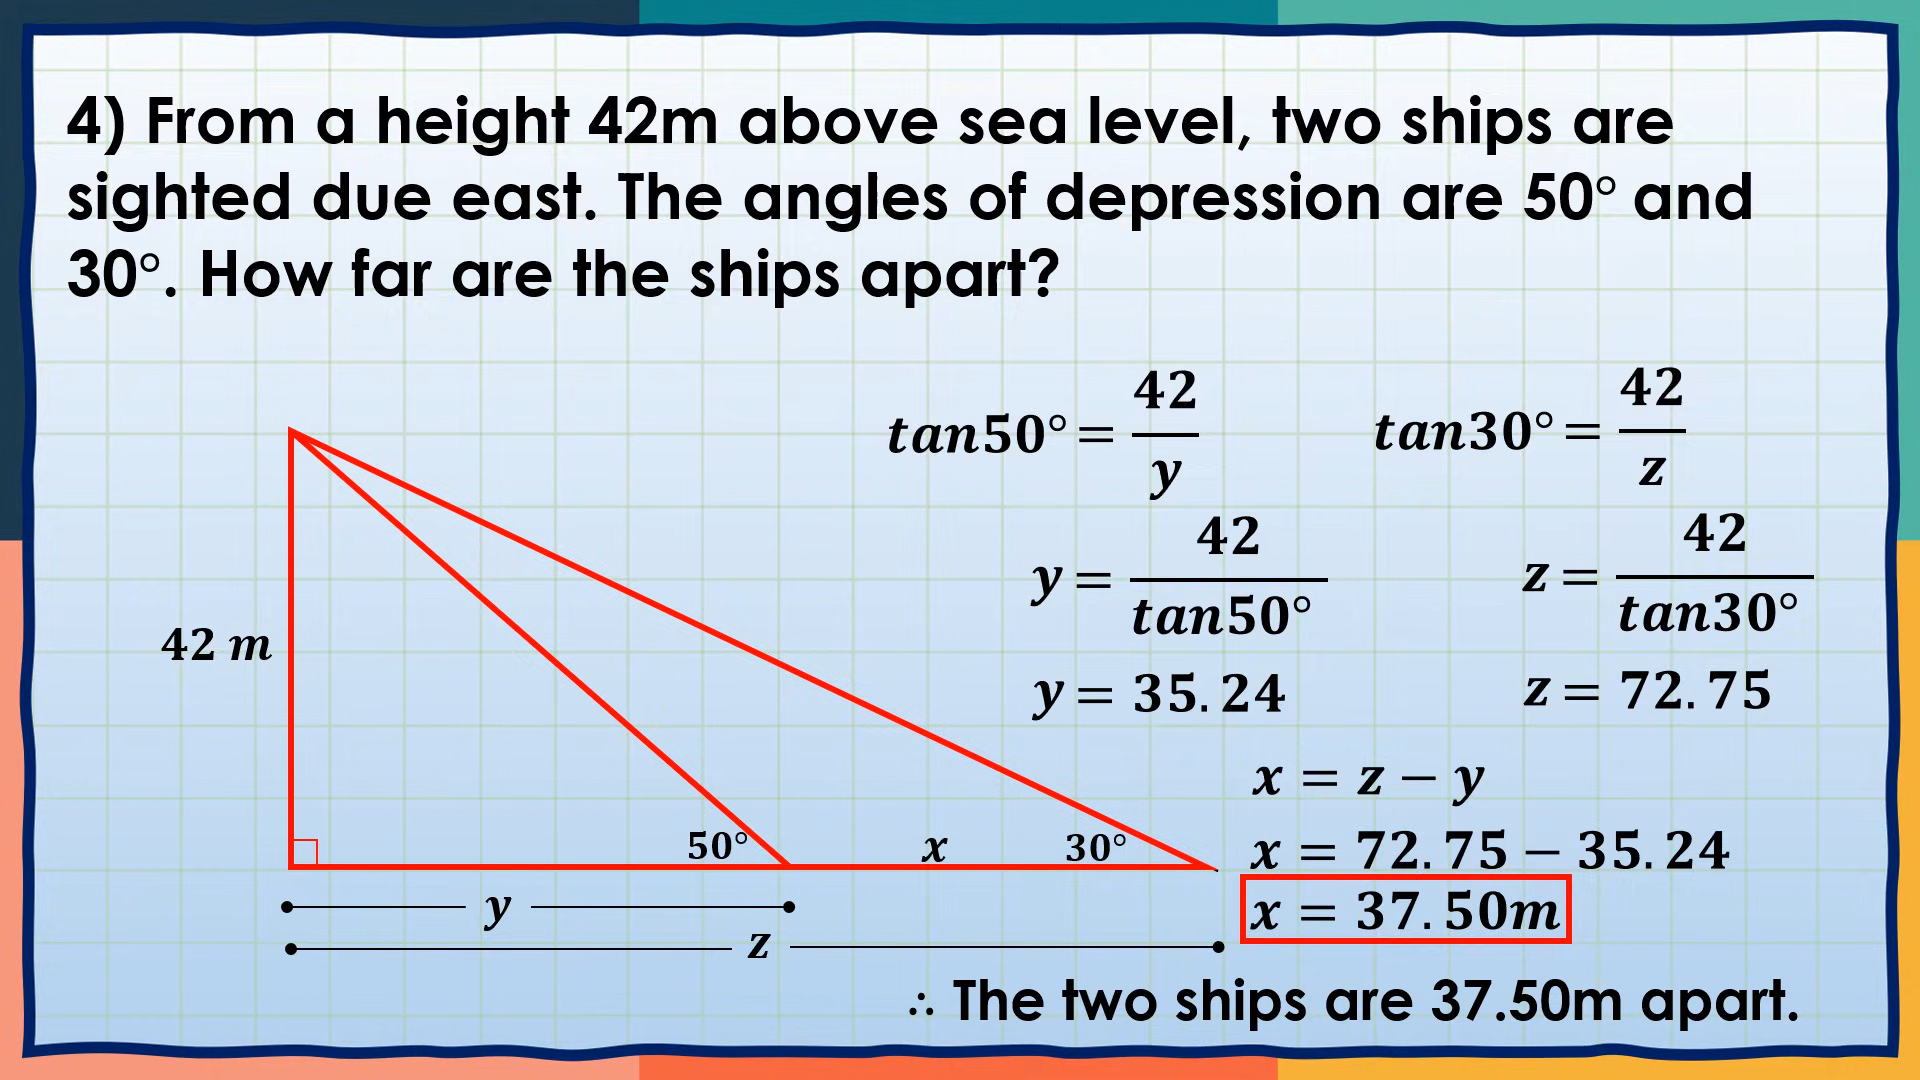 4) From a height 42m above sea level, two ships are
sighted due east. The angles of depression are 50° and
30°. How far are the ships apart?
tan50° = 42/y
tan30° = 42/z
y = 42/tan50°
z = 42/tan30°
y = 35.24
z = 72.75
42 m
50°
x
30°
y
z
x = z − y
x = 72.75 − 35.24
x = 37.50m
∴ The two ships are 37.50m apart.